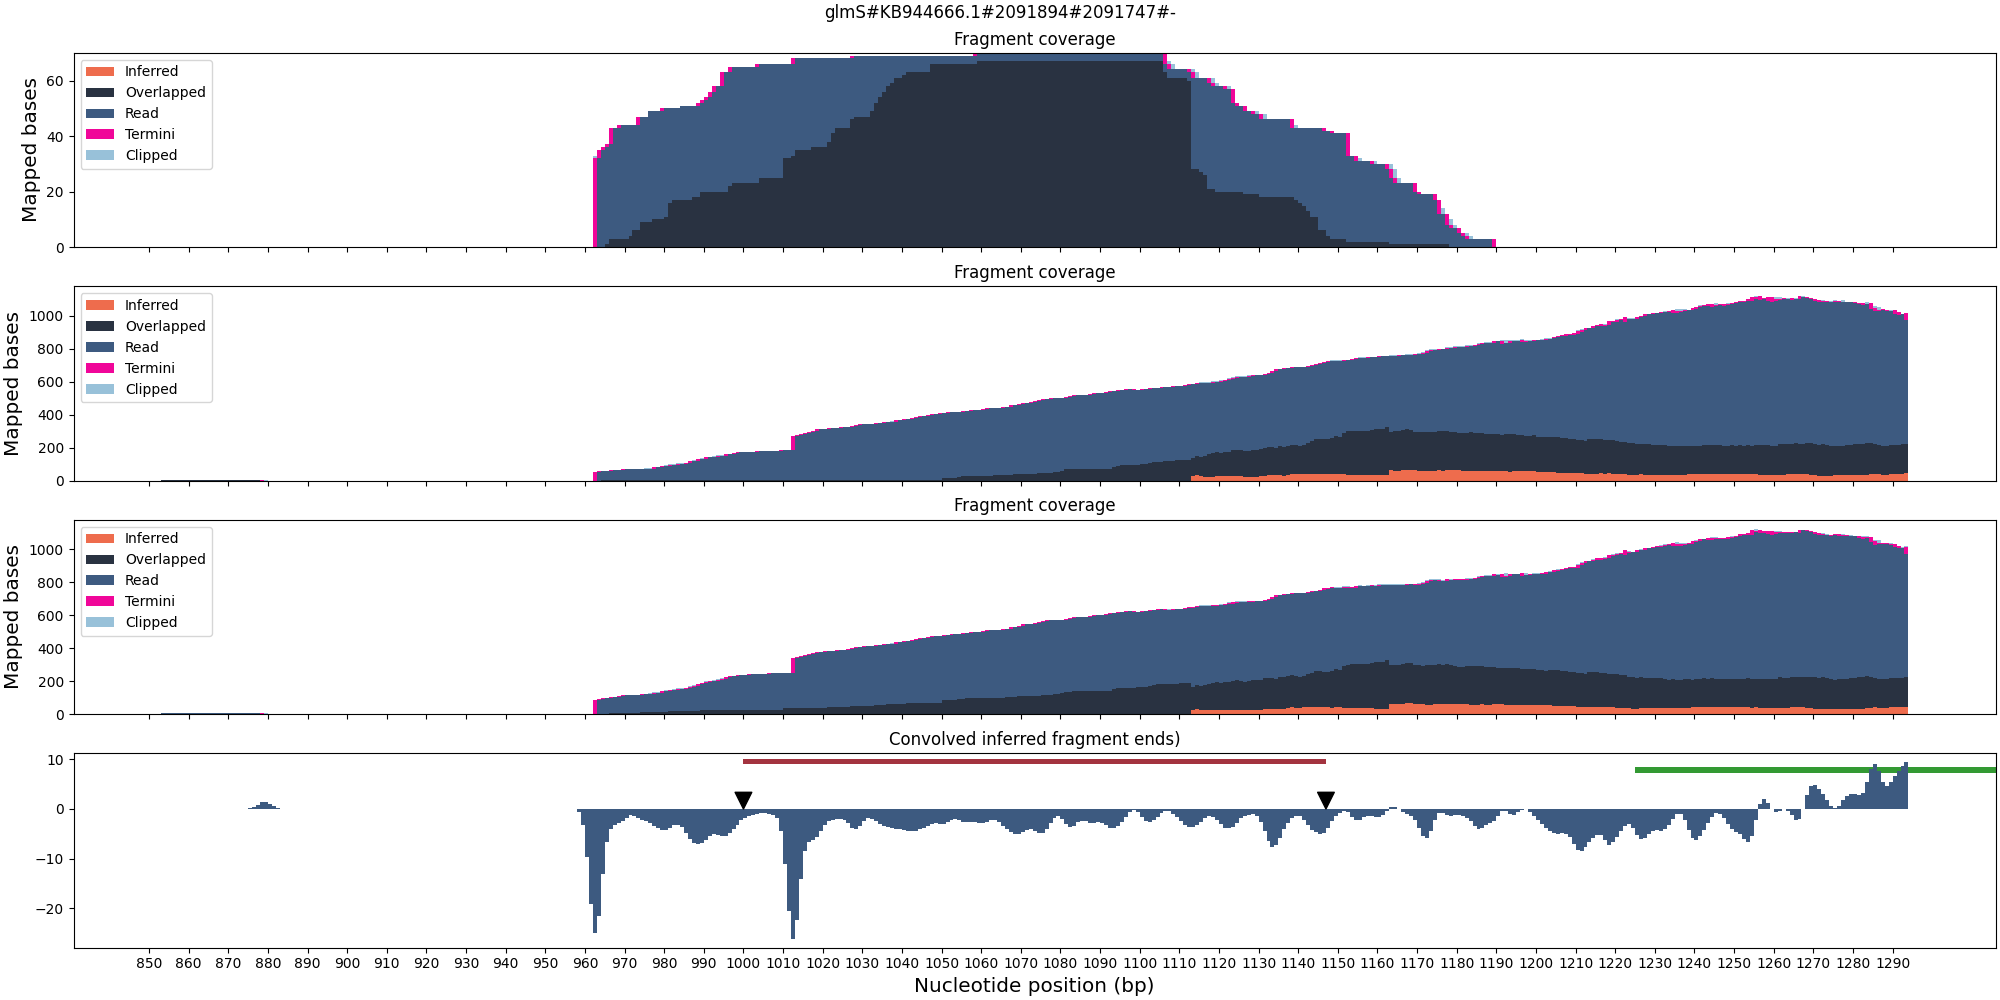 glmS#KB944666.1#2091894#2091747#-
Fragment coverage
Mapped bases
60
40
20
0
Inferred
Overlapped
Read
Termini
Clipped
Fragment coverage
Mapped bases
1000
800
600
400
200
0
Inferred
Overlapped
Read
Termini
Clipped
Fragment coverage
Mapped bases
1000
800
600
400
200
0
Inferred
Overlapped
Read
Termini
Clipped
Convolved inferred fragment ends)
10
0
−10
−20
850 860 870 880 890 900 910 920 930 940 950 960 970 980 990 1000 1010 1020 1030 1040 1050 1060 1070 1080 1090 1100 1110 1120 1130 1140 1150 1160 1170 1180 1190 1200 1210 1220 1230 1240 1250 1260 1270 1280 1290
Nucleotide position (bp)